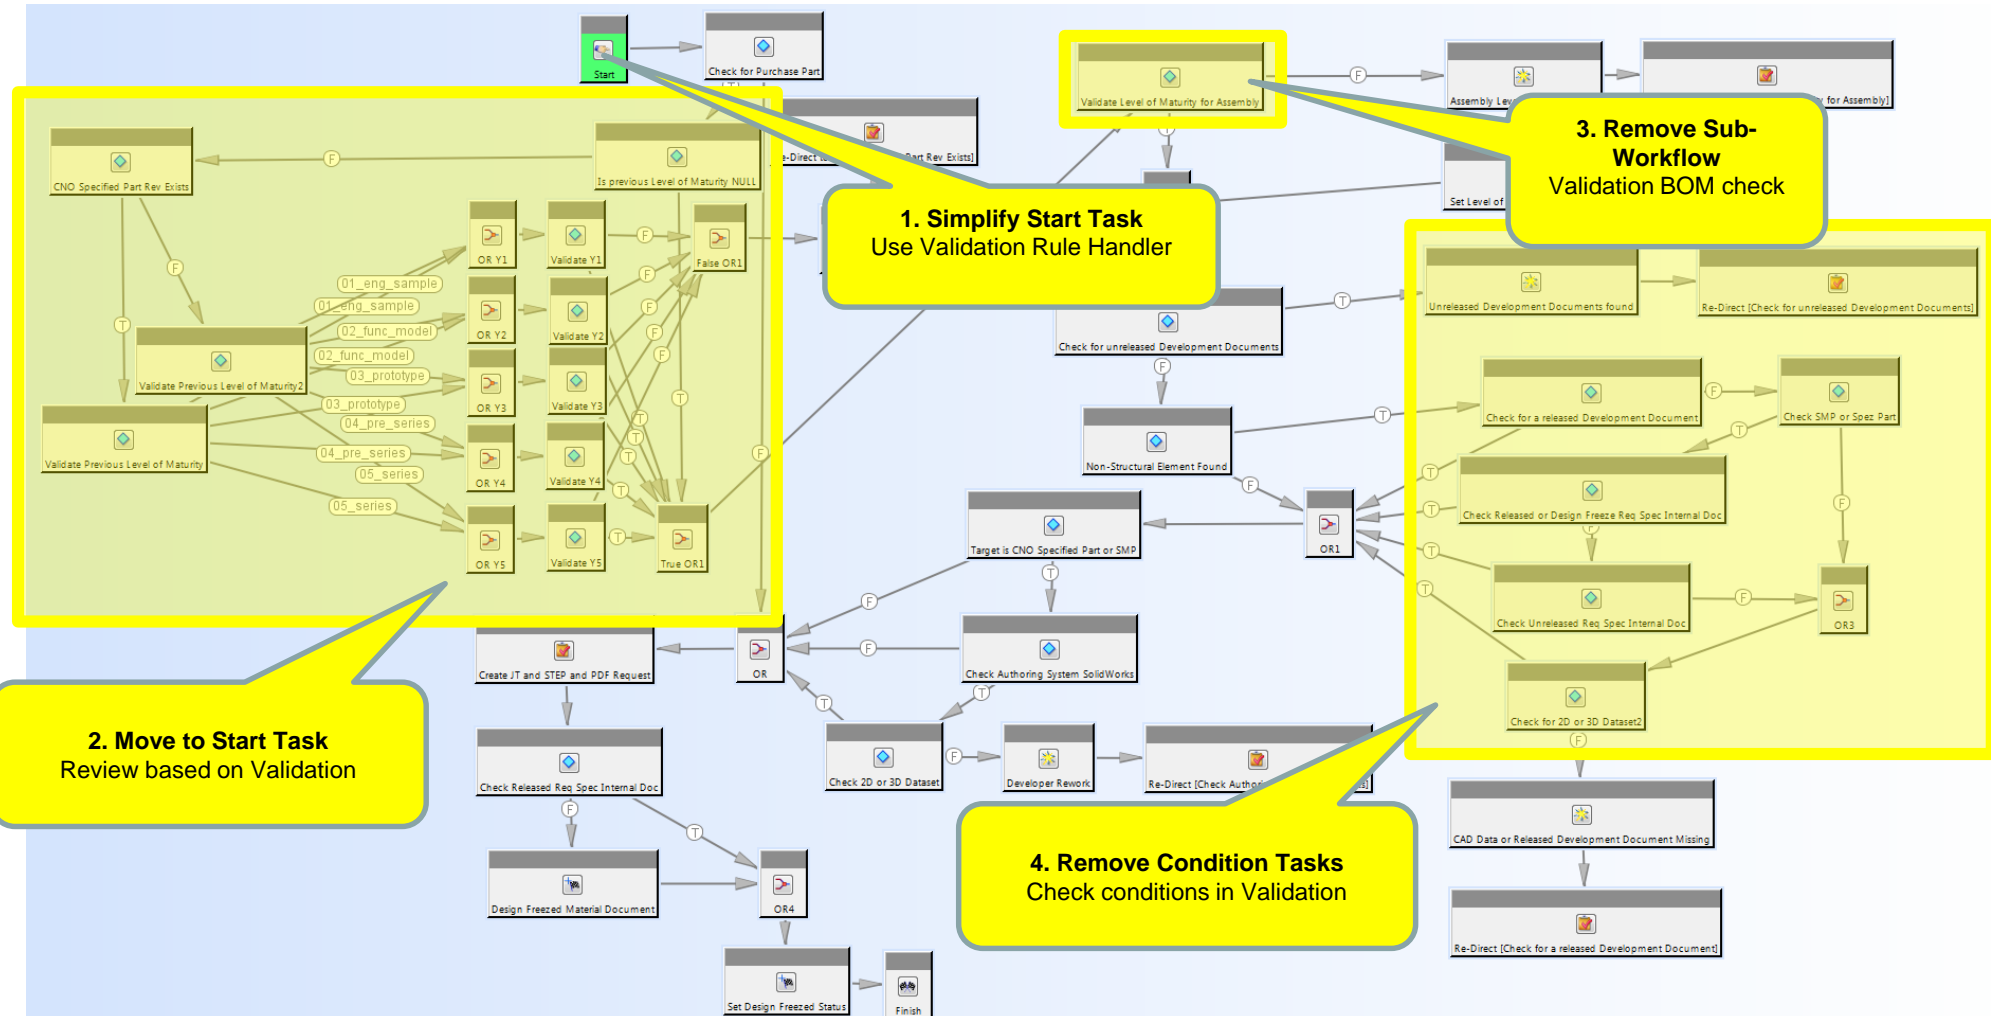 Start
Check for Purchase Part
Validate Level of Maturity for Assembly
F
Assembly Lev
y for Assembly]
T
3. Remove Sub-
Workflow
Validation BOM check
CNO Specified Part Rev Exists
F
Is previous Level of Maturity NULL
Part Rev Exists]
Set Level of
1. Simplify Start Task
Use Validation Rule Handler
OR Y1
Validate Y1
F
False OR1
F
T
01_eng_sample
01_eng_sample
02_func_model
02_func_model
03_prototype
03_prototype
04_pre_series
04_pre_series
05_series
05_series
OR Y2
Validate Y2
F
F
F
F
Validate Previous Level of Maturity2
OR Y3
Validate Y3
T
T
T
T
Validate Previous Level of Maturity
OR Y4
Validate Y4
T
OR Y5
Validate Y5
T
True OR1
F
Unreleased Development Documents found
Re-Direct [Check for unreleased Development Documents]
T
Check for unreleased Development Documents
F
Check for a released Development Document
F
Check SMP or Spez Part
T
T
Non-Structural Element Found
F
T
Check Released or Design Freeze Req Spec Internal Doc
F
T
F
OR1
Target is CNO Specified Part or SMP
T
F
T
T
Check Unreleased Req Spec Internal Doc
F
OR3
Create JT and STEP and PDF Request
OR
F
Check Authoring System SolidWorks
T
T
Check for 2D or 3D Dataset2
F
2. Move to Start Task
Review based on Validation
Check Released Req Spec Internal Doc
Check 2D or 3D Dataset
F
Developer Rework
Re-Direct [Check Author
F
T
CAD Data or Released Development Document Missing
4. Remove Condition Tasks
Check conditions in Validation
Design Freezed Material Document
OR4
Re-Direct [Check for a released Development Document]
Set Design Freezed Status
Finish